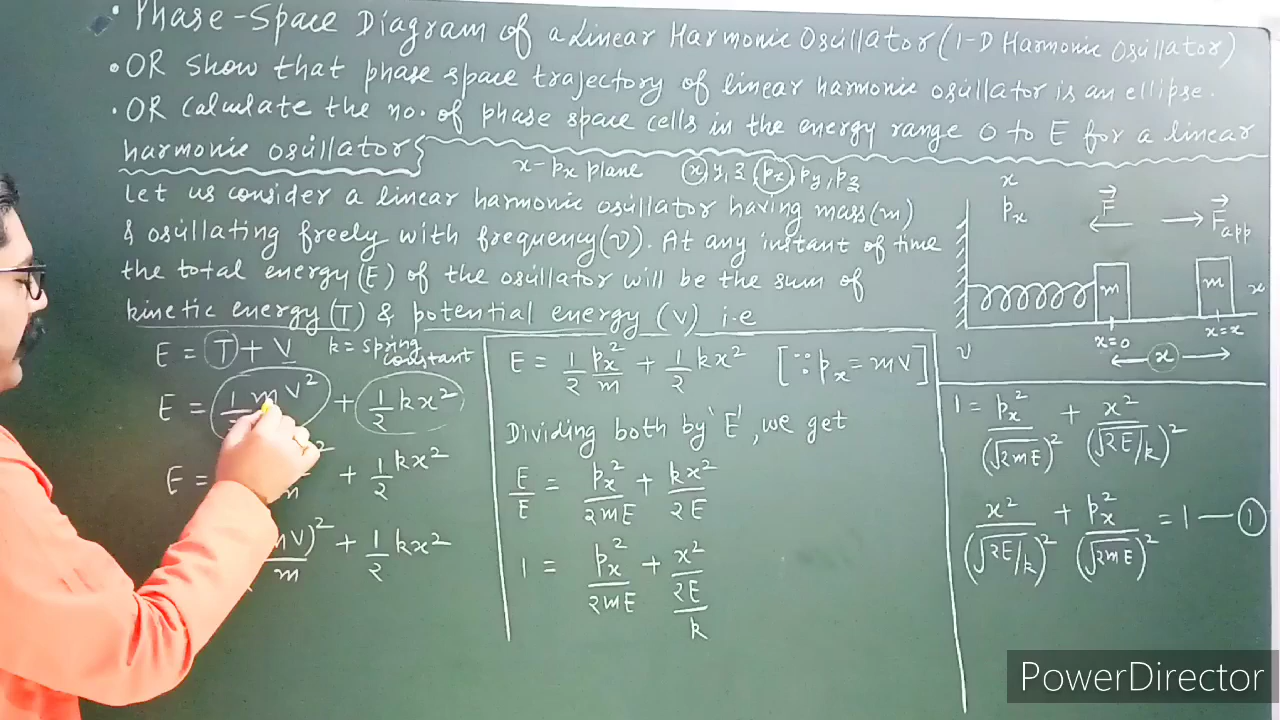 • Phase-Space Diagram of a Linear Harmonic Oscillator (1-D Harmonic Oscillator)
• OR Show that phase space trajectory of linear harmonic oscillator is an ellipse.
• OR Calculate the no. of phase space cells in the energy range 0 to E for a linear
harmonic oscillator
x-px plane x, y, z, px, py, pz
Let us consider a linear harmonic oscillator having mass (m)
& oscillating freely with frequency (ν). At any instant of time
the total energy (E) of the oscillator will be the sum of
kinetic energy (T) & potential energy (V) i.e
E = T + V k = spring constant
E = 1/2 mv² + 1/2 kx²
E = + 1/2 kx²
)²/m + 1/2 kx²
E = 1/2 px²/m + 1/2 kx² [∵ px = mv]
Dividing both by 'E', we get
E/E = px²/2mE + kx²/2E
1 = px²/2mE + x²/(2E/k)
x
px
F⃗ F⃗app
m m x
x=0 x=x
ν x
1 = px²/(√2mE)² + x²/(√2E/k)²
x²/(√2E/k)² + px²/(√2mE)² = 1 — ①
PowerDirector